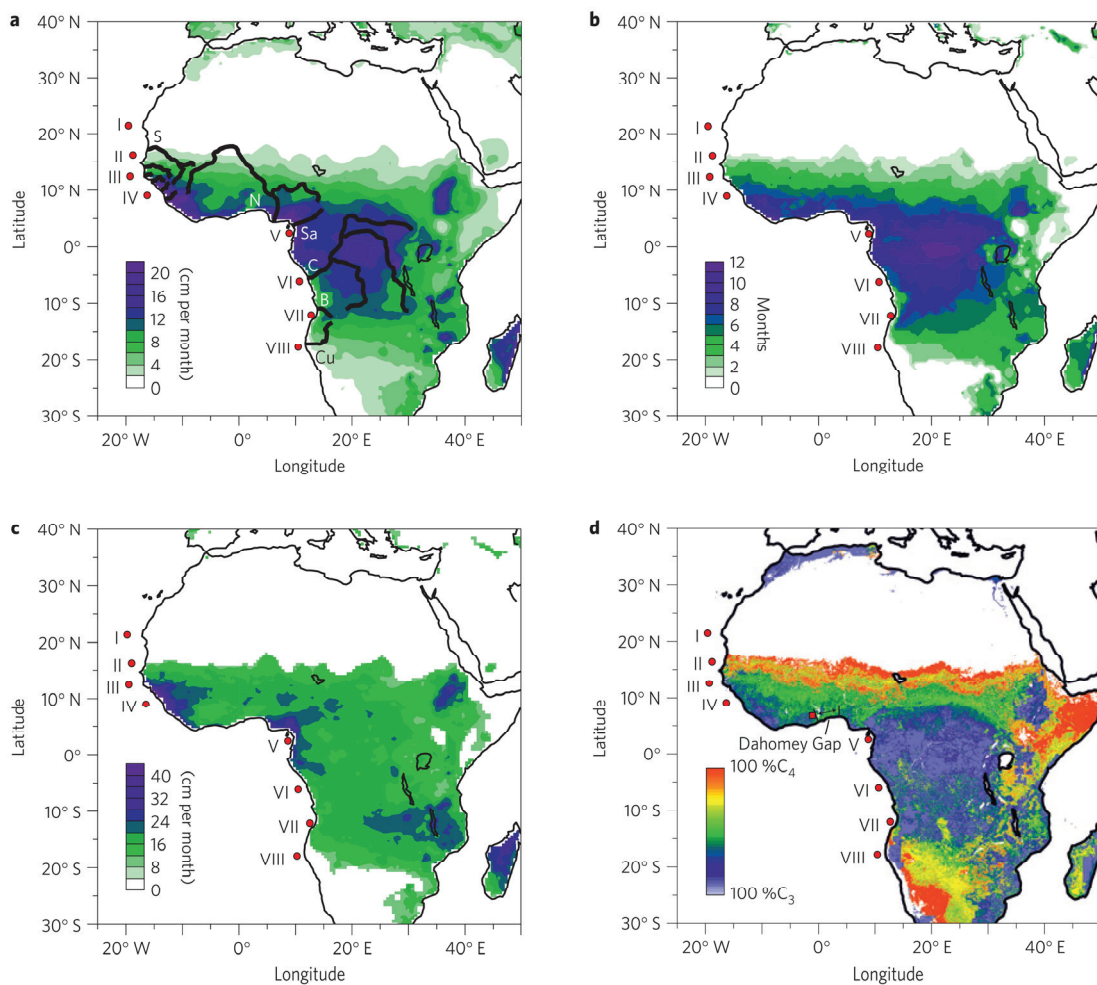 a
40° N
30° N
20° N
10° N
0°
10° S
20° S
30° S
Latitude
I
II
III
IV
V
VI
VII
VIII
S
N
Sa
C
B
Cu
20
16
12
8
4
0
(cm per month)
20° W
0°
20° E
40° E
Longitude
b
40° N
30° N
20° N
10° N
0°
10° S
20° S
30° S
Latitude
I
II
III
IV
V
VI
VII
VIII
12
10
8
6
4
2
0
Months
20° W
0°
20° E
40° E
Longitude
c
40° N
30° N
20° N
10° N
0°
10° S
20° S
30° S
Latitude
I
II
III
IV
V
VI
VII
VIII
40
32
24
16
8
0
(cm per month)
20° W
0°
20° E
40° E
Longitude
d
40° N
30° N
20° N
10° N
0°
10° S
20° S
30° S
Latitude
I
II
III
IV
V
VI
VII
VIII
Dahomey Gap
100 %C₄
100 %C₃
20° W
0°
20° E
40° E
Longitude